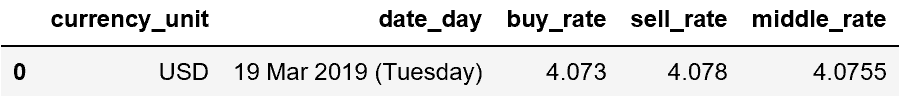 currency_unit date_day buy_rate sell_rate middle_rate
0 USD 19 Mar 2019 (Tuesday) 4.073 4.078 4.0755